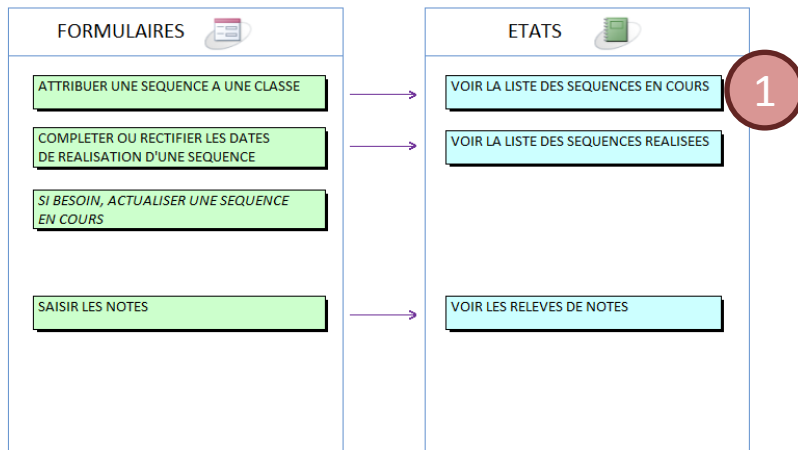 FORMULAIRES
ATTRIBUER UNE SEQUENCE A UNE CLASSE
COMPLETER OU RECTIFIER LES DATES
DE REALISATION D'UNE SEQUENCE
SI BESOIN, ACTUALISER UNE SEQUENCE
EN COURS
SAISIR LES NOTES
ETATS
VOIR LA LISTE DES SEQUENCES EN COURS
1
VOIR LA LISTE DES SEQUENCES REALISEES
VOIR LES RELEVES DE NOTES